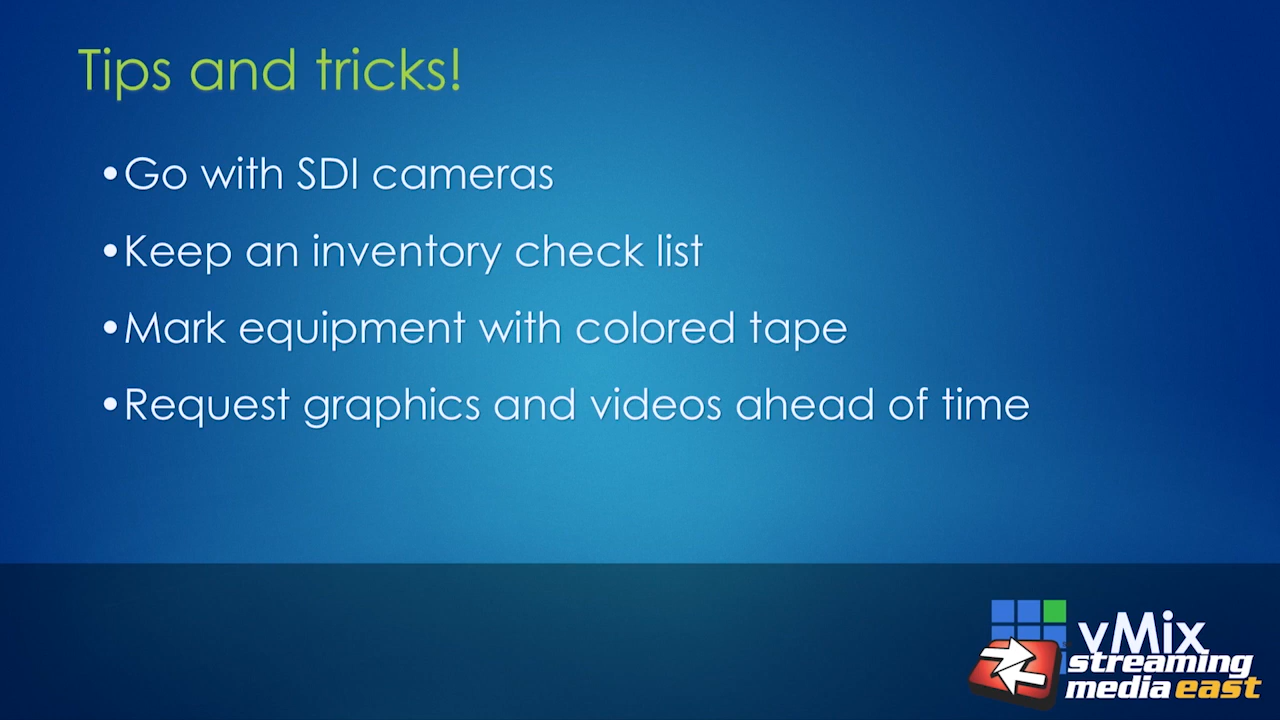 Tips and tricks!
•Go with SDI cameras
•Keep an inventory check list
•Mark equipment with colored tape
•Request graphics and videos ahead of time
vMix
streaming
media east